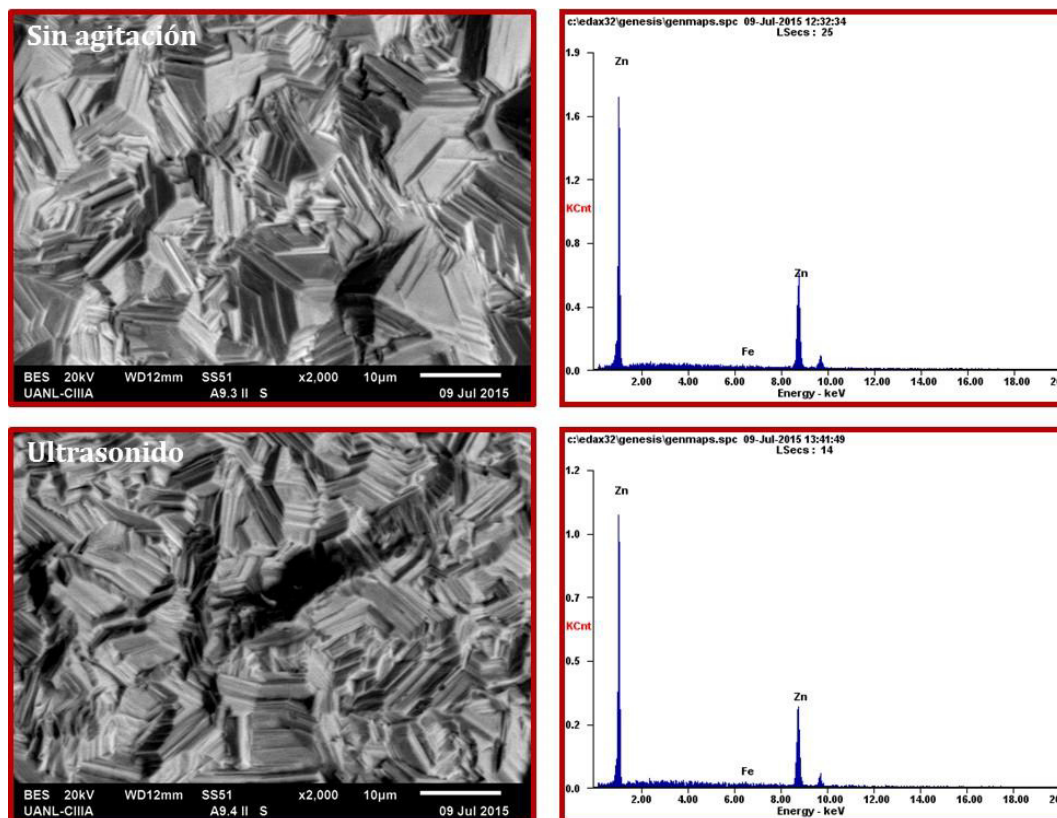 Sin agitación
BES 20kV WD12mm SS51 x2,000 10µm
UANL-CIIIA A9.3 II S 09 Jul 2015
c:\edax32\genesis\genmaps.spc 09-Jul-2015 12:32:34
LSecs : 25
1.9
Zn
1.6
1.2
KCnt
0.8
Zn
0.4
Fe
0.0
2.00 4.00 6.00 8.00 10.00 12.00 14.00 16.00 18.00 20
Energy - keV
Ultrasonido
BES 20kV WD12mm SS51 x2,000 10µm
UANL-CIIIA A9.4 II S 09 Jul 2015
c:\edax32\genesis\genmaps.spc 09-Jul-2015 13:41:49
LSecs : 14
1.2
Zn
1.0
0.7
KCnt
0.5
Zn
0.2
Fe
0.0
2.00 4.00 6.00 8.00 10.00 12.00 14.00 16.00 18.00 20
Energy - keV